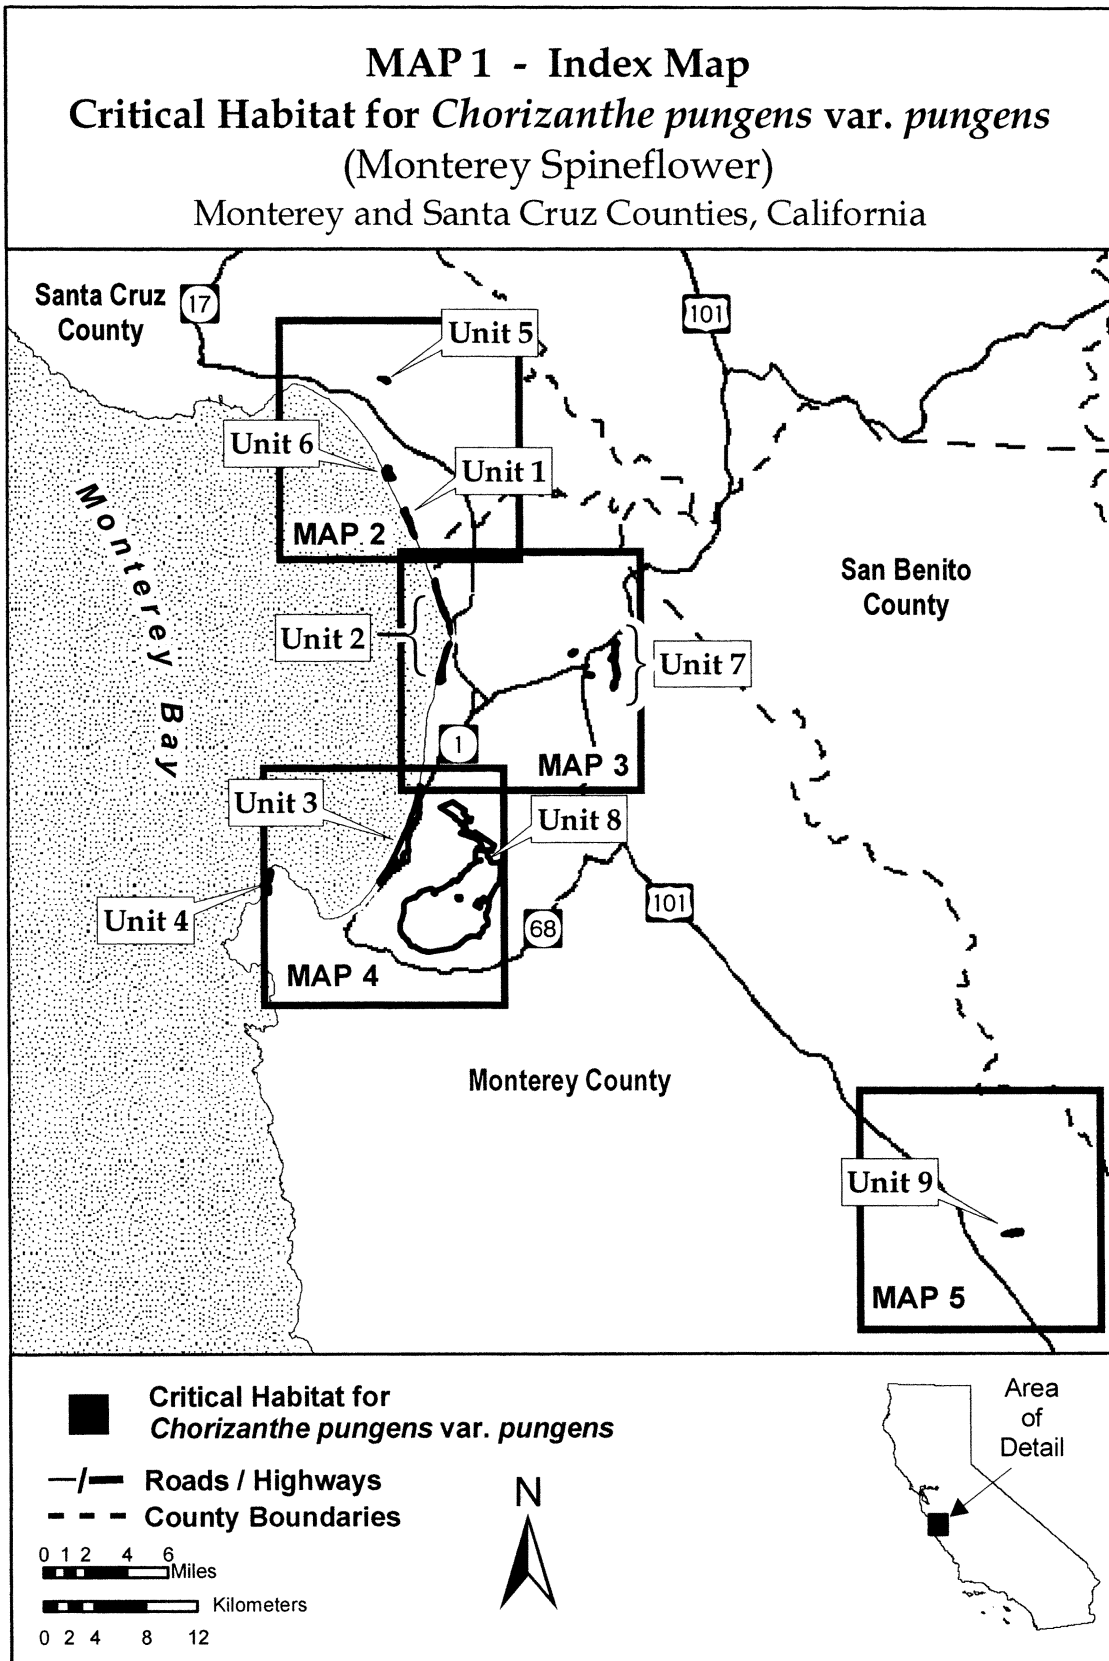 MAP 1 - Index Map
Critical Habitat for Chorizanthe pungens var. pungens
(Monterey Spineflower)
Monterey and Santa Cruz Counties, California
Santa Cruz
County
17
101
Unit 5
Unit 6
Unit 1
MAP 2
Monterey Bay
San Benito
County
Unit 2
Unit 7
1
MAP 3
Unit 3
Unit 8
Unit 4
101
68
MAP 4
Monterey County
Unit 9
MAP 5
Critical Habitat for
Chorizanthe pungens var. pungens
Roads / Highways
County Boundaries
0 1 2 4 6
Miles
Kilometers
0 2 4 8 12
N
Area
of
Detail